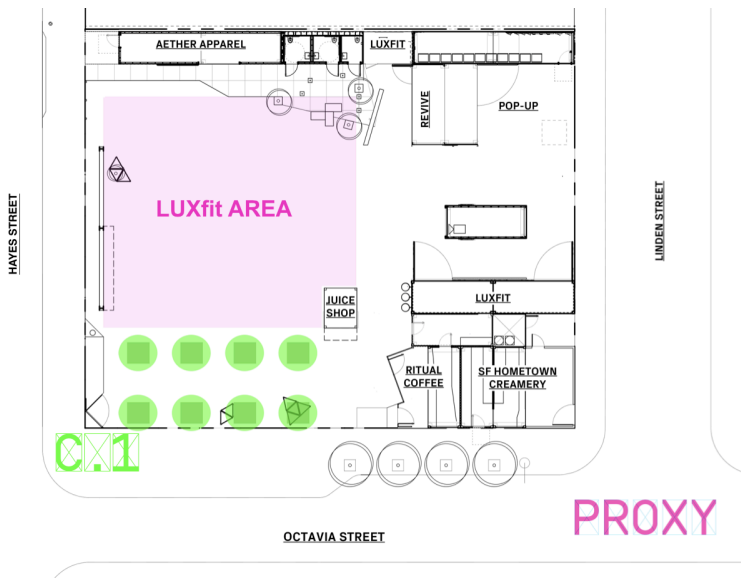 AETHER APPAREL
LUXFIT
REVIVE
POP-UP
LUXfit AREA
HAYES STREET
LINDEN STREET
JUICE
SHOP
LUXFIT
RITUAL
COFFEE
SF HOMETOWN
CREAMERY
C.1
PROXY
OCTAVIA STREET